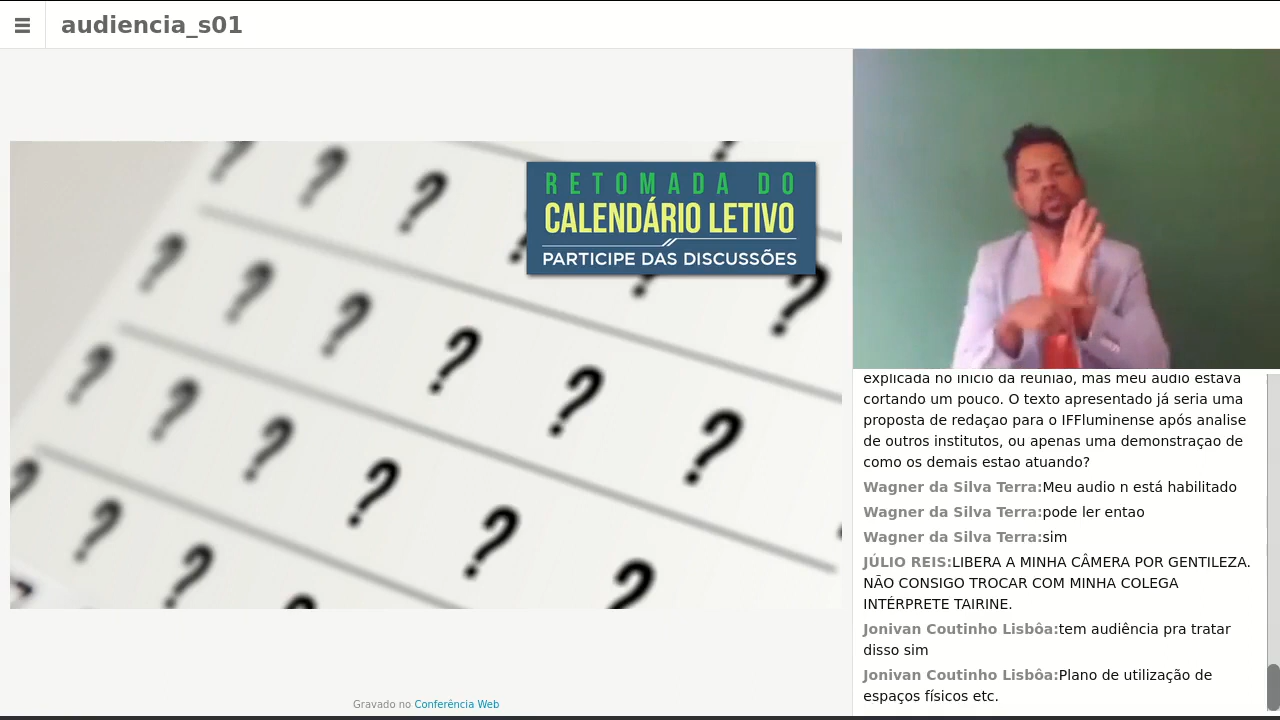 audiencia_s01
RETOMADA DO
CALENDÁRIO LETIVO
PARTICIPE DAS DISCUSSÕES
? ? ? ? ? ? ? ? ? ? ? ? ? ? ? ? ? ? ? ?
explicada no início da reunião, mas meu audio estava
cortando um pouco. O texto apresentado já seria uma
proposta de redaçao para o IFFluminense após analise
de outros institutos, ou apenas uma demonstraçao de
como os demais estao atuando?
Wagner da Silva Terra:Meu audio n está habilitado
Wagner da Silva Terra:pode ler entao
Wagner da Silva Terra:sim
JÚLIO REIS:LIBERA A MINHA CÂMERA POR GENTILEZA.
NÃO CONSIGO TROCAR COM MINHA COLEGA
INTÉRPRETE TAIRINE.
Jonivan Coutinho Lisbôa:tem audiência pra tratar
disso sim
Jonivan Coutinho Lisbôa:Plano de utilização de
espaços físicos etc.
Gravado no Conferência Web